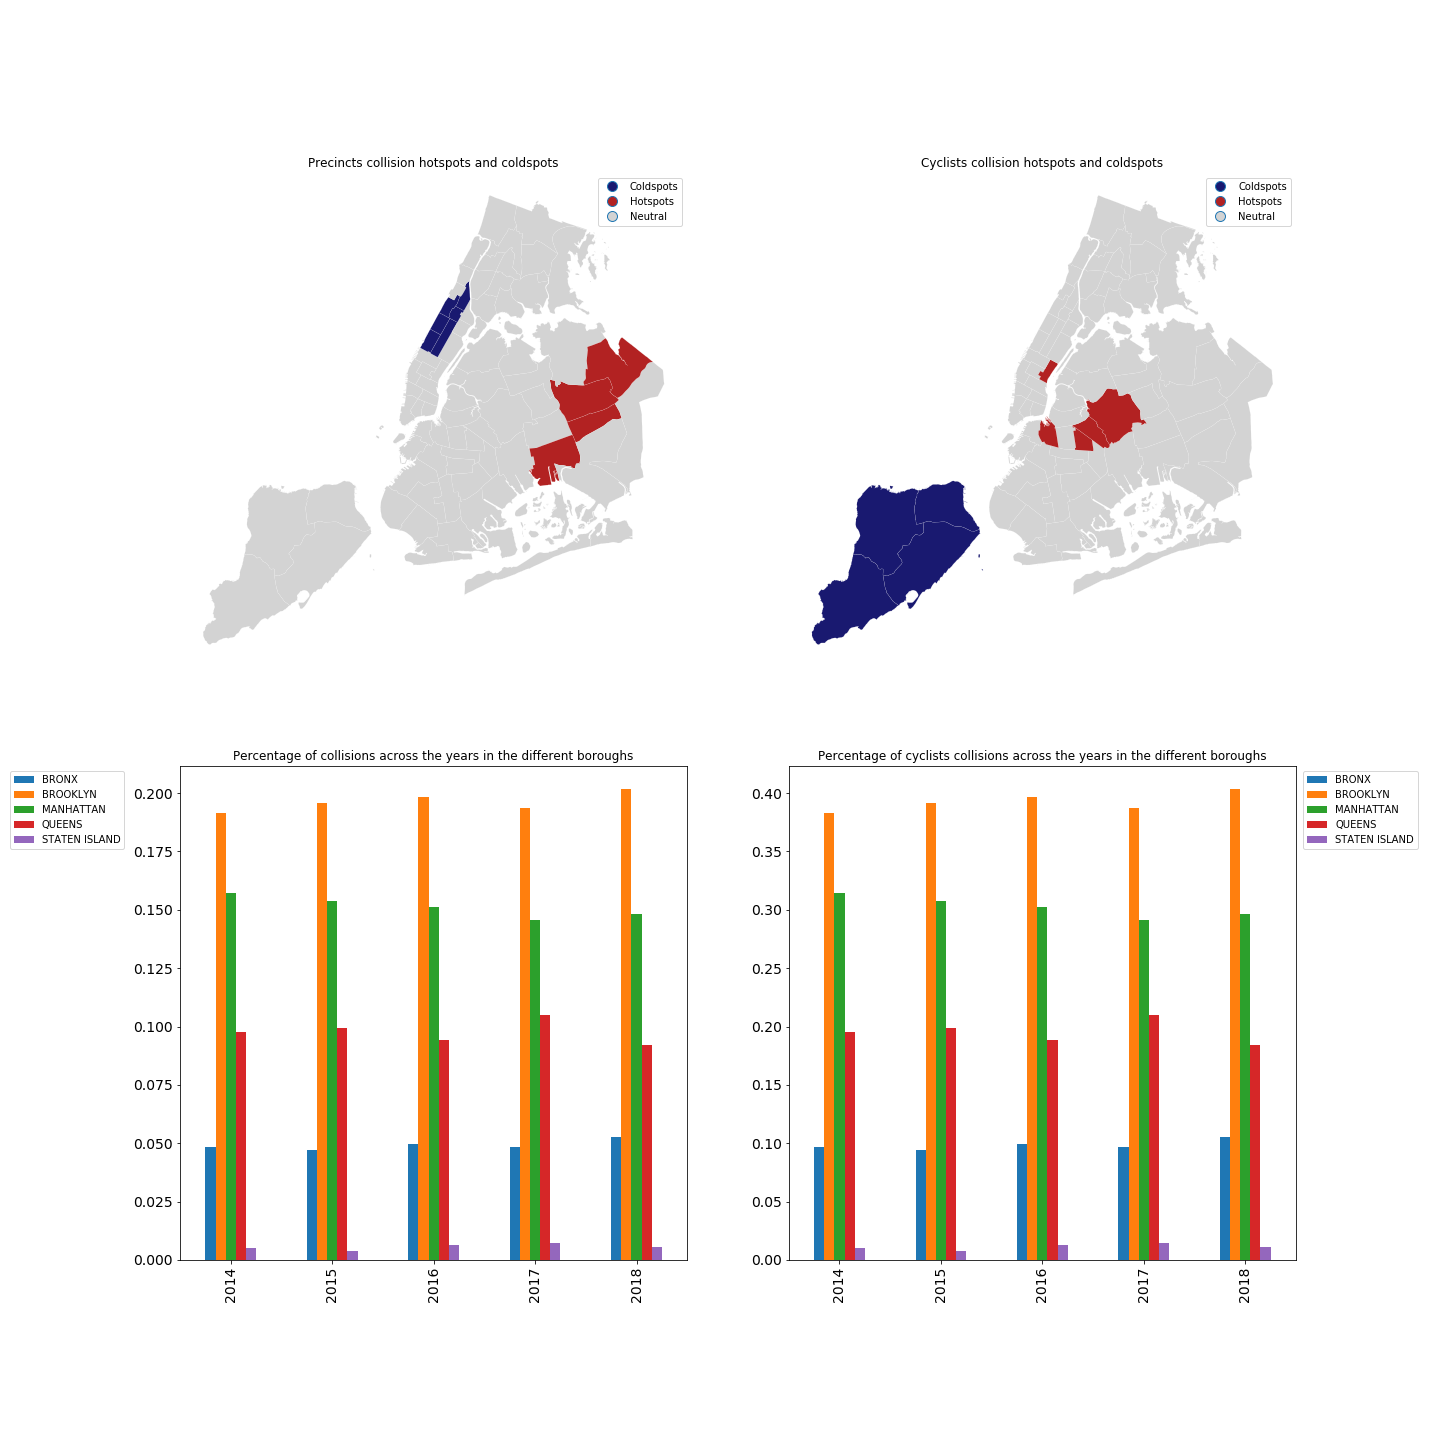 Precincts collision hotspots and coldspots
Coldspots
Hotspots
Neutral
Cyclists collision hotspots and coldspots
Coldspots
Hotspots
Neutral
Percentage of collisions across the years in the different boroughs
BRONX
BROOKLYN
MANHATTAN
QUEENS
STATEN ISLAND
0.200
0.175
0.150
0.125
0.100
0.075
0.050
0.025
0.000
2014
2015
2016
2017
2018
Percentage of cyclists collisions across the years in the different boroughs
0.40
0.35
0.30
0.25
0.20
0.15
0.10
0.05
0.00
2014
2015
2016
2017
2018
BRONX
BROOKLYN
MANHATTAN
QUEENS
STATEN ISLAND